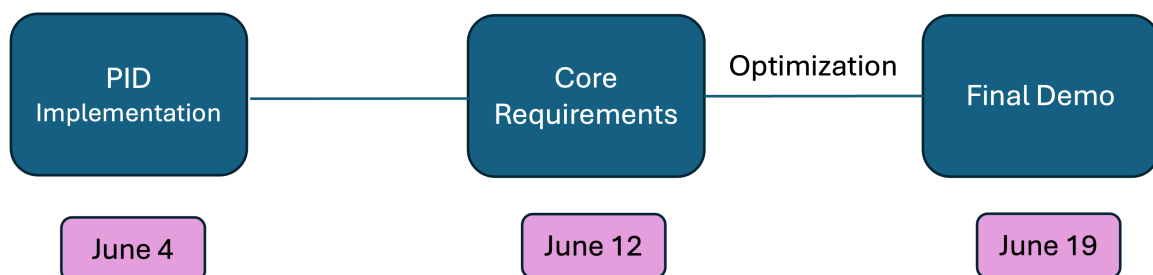 PID
Implementation
Core
Requirements
Optimization
Final Demo
June 4
June 12
June 19